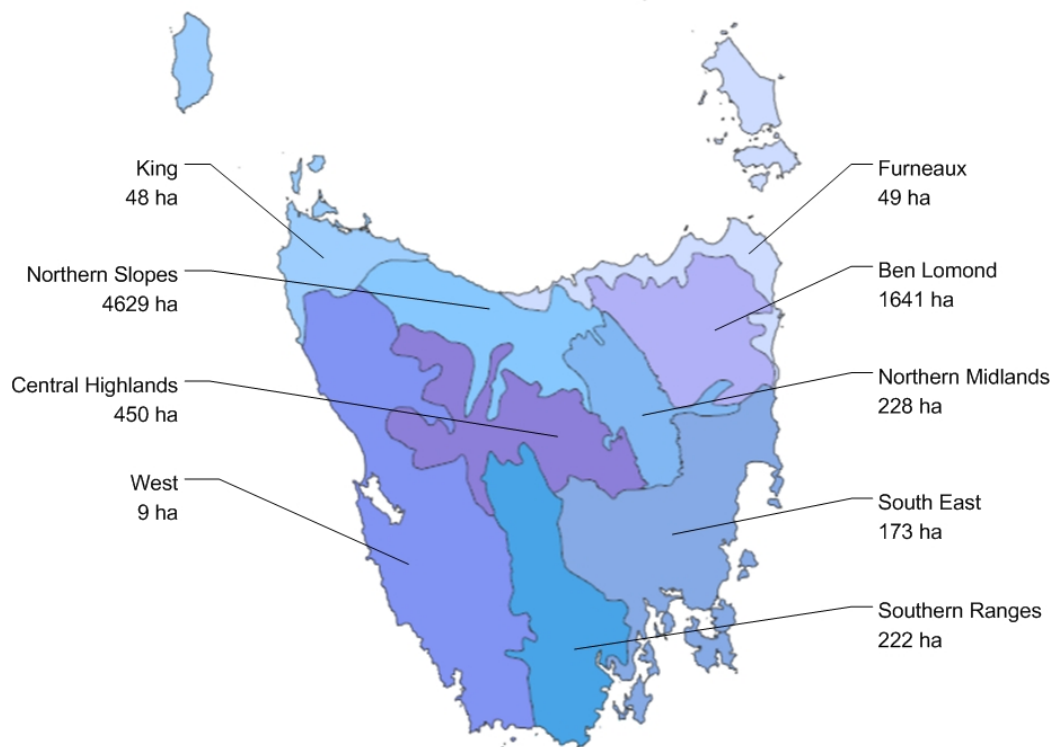 King
48 ha
Northern Slopes
4629 ha
Central Highlands
450 ha
West
9 ha
Furneaux
49 ha
Ben Lomond
1641 ha
Northern Midlands
228 ha
South East
173 ha
Southern Ranges
222 ha